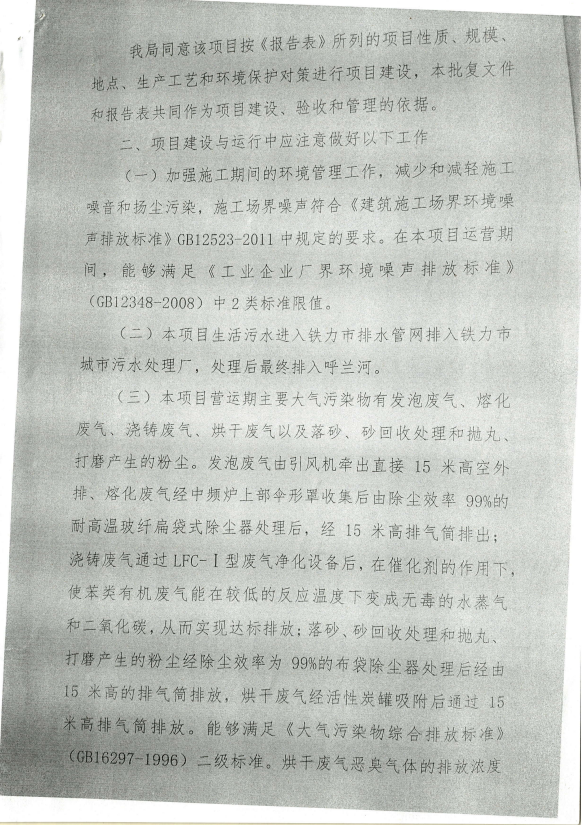 我局同意该项目按《报告表》所列的项目性质、规模、
地点、生产工艺和环境保护对策进行项目建设，本批复文件
和报告表共同作为项目建设、验收和管理的依据。
二、项目建设与运行中应注意做好以下工作
（一）加强施工期间的环境管理工作，减少和减轻施工
噪音和扬尘污染，施工场界噪声符合《建筑施工场界环境噪
声排放标准》GB12523-2011 中规定的要求。在本项目运营期
间，能够满足《工业企业厂界环境噪声排放标准》
（GB12348-2008）中 2 类标准限值。
（二）本项目生活污水进入铁力市排水管网排入铁力市
城市污水处理厂，处理后最终排入呼兰河。
（三）本项目营运期主要大气污染物有发泡废气、熔化
废气、浇铸废气、烘干废气以及落砂、砂回收处理和抛丸、
打磨产生的粉尘。发泡废气由引风机牵出直接 15 米高空外
排、熔化废气经中频炉上部伞形罩收集后由除尘效率 99%的
耐高温玻纤扁袋式除尘器处理后，经 15 米高排气筒排出；
浇铸废气通过 LFC-Ⅰ型废气净化设备后，在催化剂的作用下，
使苯类有机废气能在较低的反应温度下变成无毒的水蒸气
和二氧化碳，从而实现达标排放；落砂、砂回收处理和抛丸、
打磨产生的粉尘经除尘效率为 99%的布袋除尘器处理后经由
15 米高的排气筒排放，烘干废气经活性炭罐吸附后通过 15
米高排气筒排放。能够满足《大气污染物综合排放标准》
（GB16297-1996）二级标准。烘干废气恶臭气体的排放浓度